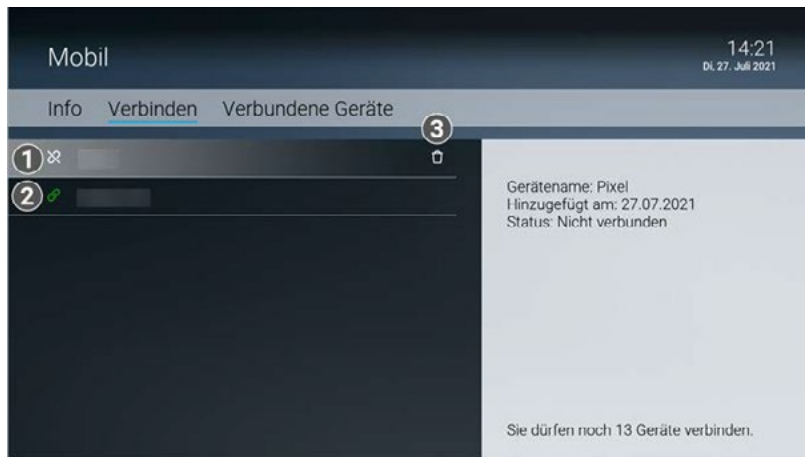 Mobil
14:21
Di. 27. Juli 2021
Info Verbinden Verbundene Geräte
3
1
2
Gerätename: Pixel
Hinzugefügt am: 27.07.2021
Status: Nicht verbunden
Sie dürfen noch 13 Geräte verbinden.